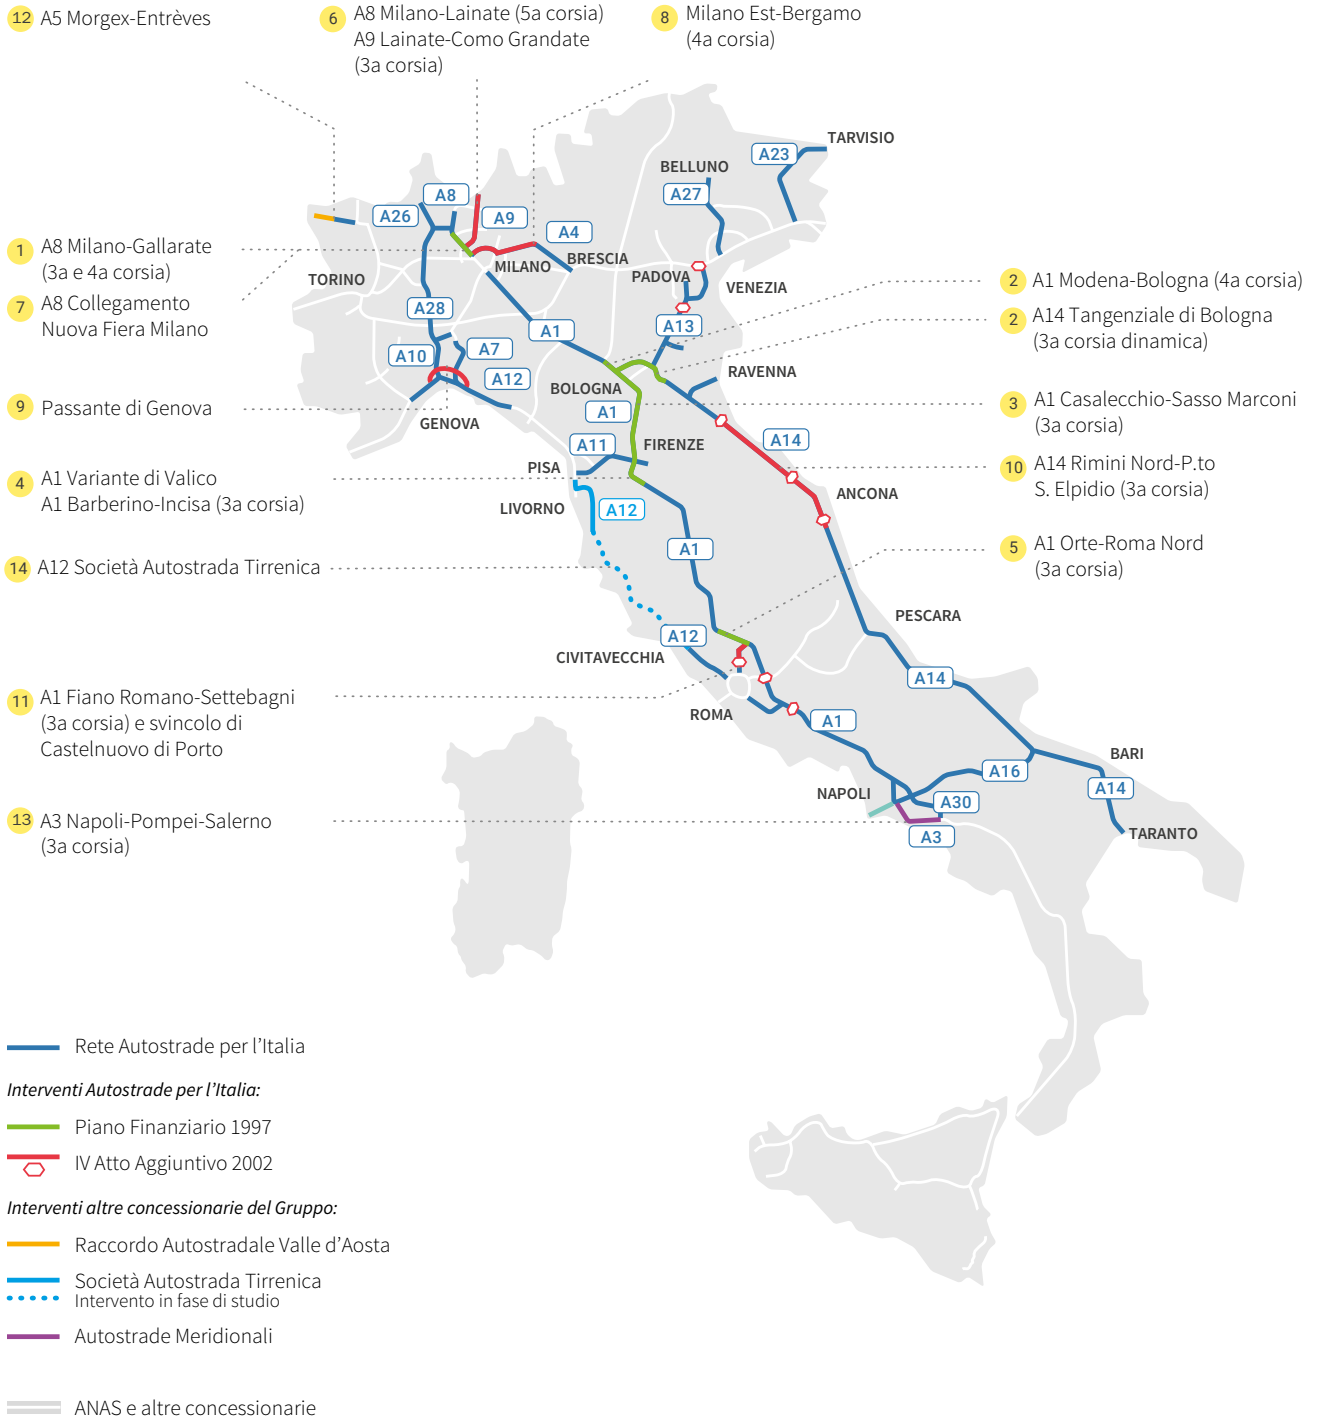 12 A5 Morgex-Entrèves
6 A8 Milano-Lainate (5a corsia)
A9 Lainate-Como Grandate
(3a corsia)
8 Milano Est-Bergamo
(4a corsia)
TARVISIO
A23
BELLUNO
A27
A8
A26
A9
A4
1 A8 Milano-Gallarate
(3a e 4a corsia)
7 A8 Collegamento
Nuova Fiera Milano
BRESCIA
MILANO
TORINO
PADOVA
VENEZIA
2 A1 Modena-Bologna (4a corsia)
2 A14 Tangenziale di Bologna
(3a corsia dinamica)
A28
A1
A13
A10
A7
A12
RAVENNA
BOLOGNA
3 A1 Casalecchio-Sasso Marconi
(3a corsia)
9 Passante di Genova
GENOVA
A1
A11
FIRENZE
A14
10 A14 Rimini Nord-P.to
S. Elpidio (3a corsia)
PISA
4 A1 Variante di Valico
A1 Barberino-Incisa (3a corsia)
ANCONA
LIVORNO
A12
A1
5 A1 Orte-Roma Nord
(3a corsia)
14 A12 Società Autostrada Tirrenica
PESCARA
A12
CIVITAVECCHIA
A14
11 A1 Fiano Romano-Settebagni
(3a corsia) e svincolo di
Castelnuovo di Porto
ROMA
A1
BARI
A16
A14
NAPOLI
A30
A3
TARANTO
13 A3 Napoli-Pompei-Salerno
(3a corsia)
Rete Autostrade per l’Italia
Interventi Autostrade per l’Italia:
Piano Finanziario 1997
IV Atto Aggiuntivo 2002
Interventi altre concessionarie del Gruppo:
Raccordo Autostradale Valle d’Aosta
Società Autostrada Tirrenica
Intervento in fase di studio
Autostrade Meridionali
ANAS e altre concessionarie